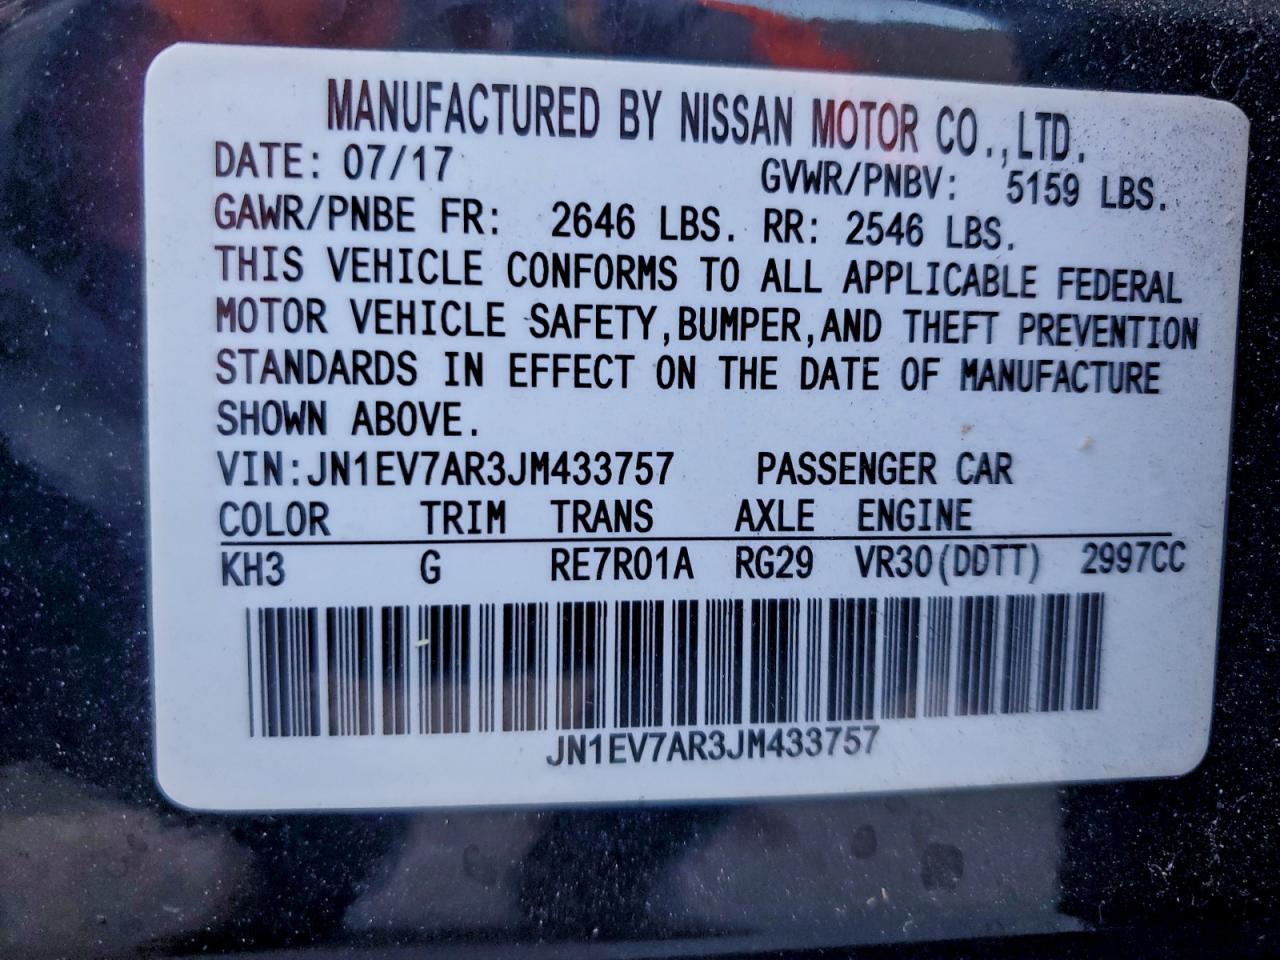 MANUFACTURED BY NISSAN MOTOR CO.,LTD.
DATE: 07/17 GVWR/PNBV: 5159 LBS.
GAWR/PNBE FR: 2646 LBS. RR: 2546 LBS.
THIS VEHICLE CONFORMS TO ALL APPLICABLE FEDERAL
MOTOR VEHICLE SAFETY,BUMPER,AND THEFT PREVENTION
STANDARDS IN EFFECT ON THE DATE OF MANUFACTURE
SHOWN ABOVE.
VIN:JN1EV7AR3JM433757 PASSENGER CAR
COLOR TRIM TRANS AXLE ENGINE
KH3 G RE7R01A RG29 VR30(DDTT) 2997CC
JN1EV7AR3JM433757